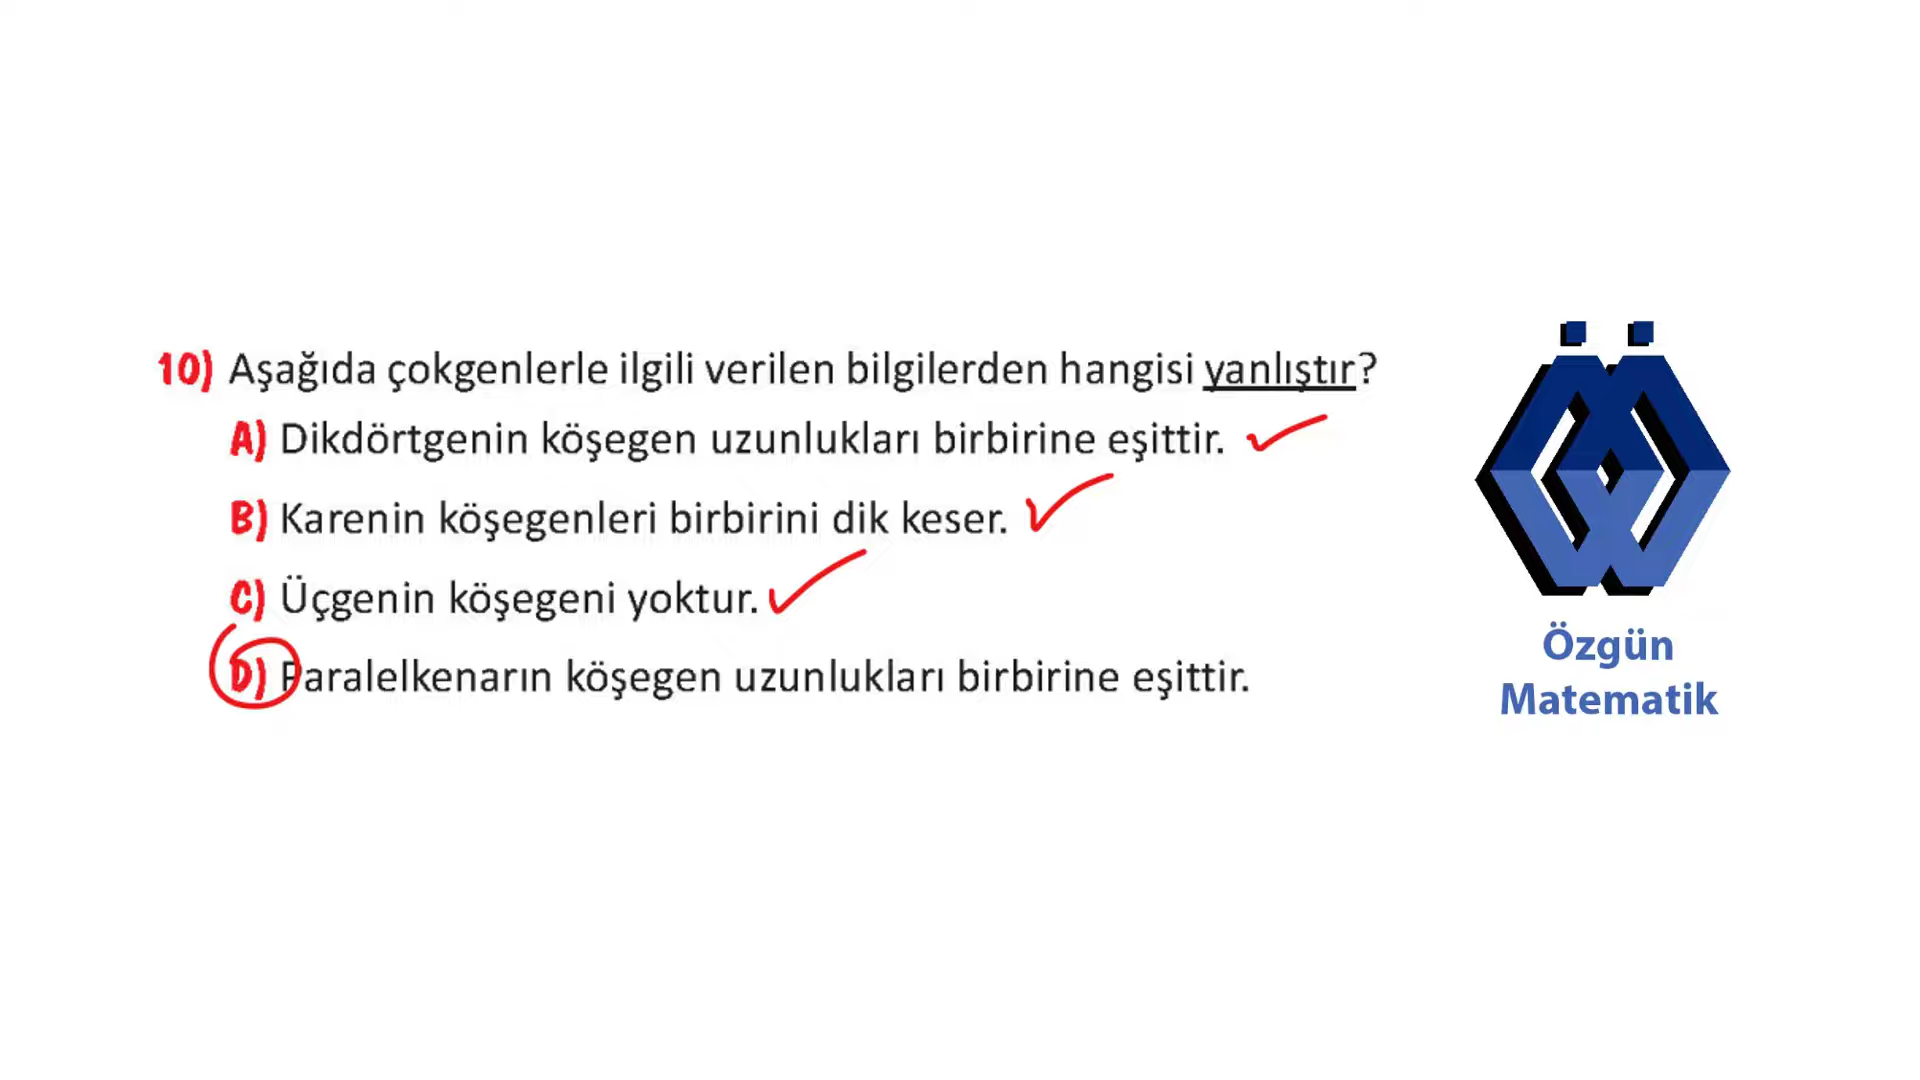 10) Aşağıda çokgenlerle ilgili verilen bilgilerden hangisi yanlıştır?
A) Dikdörtgenin köşegen uzunlukları birbirine eşittir.
B) Karenin köşegenleri birbirini dik keser.
C) Üçgenin köşegeni yoktur.
D) Paralelkenarın köşegen uzunlukları birbirine eşittir.
Özgün
Matematik